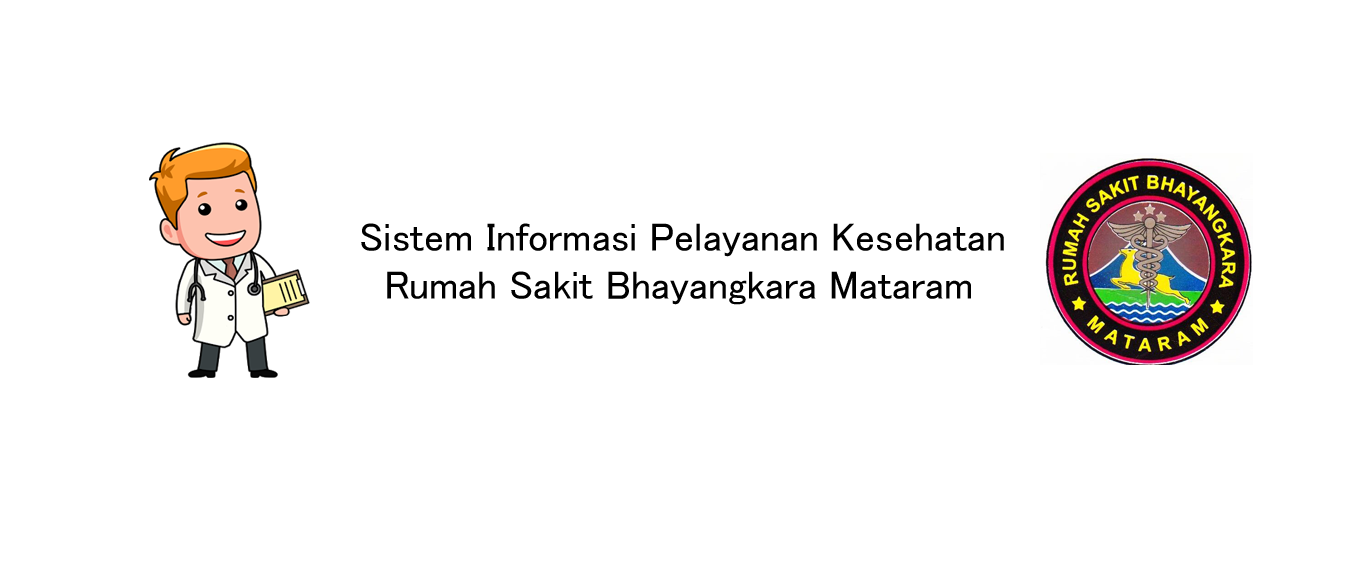 Sistem Informasi Pelayanan Kesehatan
Rumah Sakit Bhayangkara Mataram
RUMAH SAKIT BHAYANGKARA
MATARAM